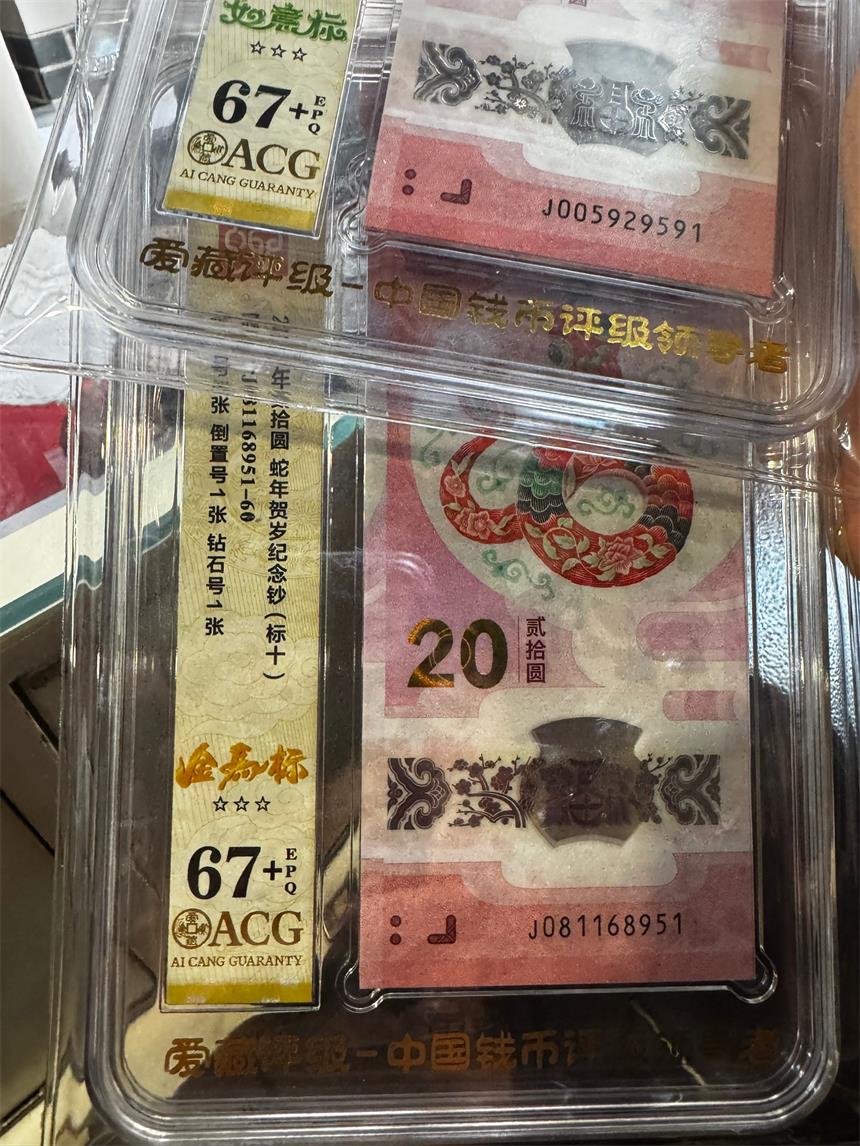 如意标
☆☆☆
67+EPQ
ACG
AI CANG GUARANTY
J005929591
爱藏评级-中国钱币评级领导者
拾圆 蛇年贺岁纪念钞(标十)
J081168951-60
张 倒置号1张 钻石号1张
金马标
☆☆☆
67+EPQ
ACG
AI CANG GUARANTY
20
贰拾圆
J081168951
爱藏评级-中国钱币评
者